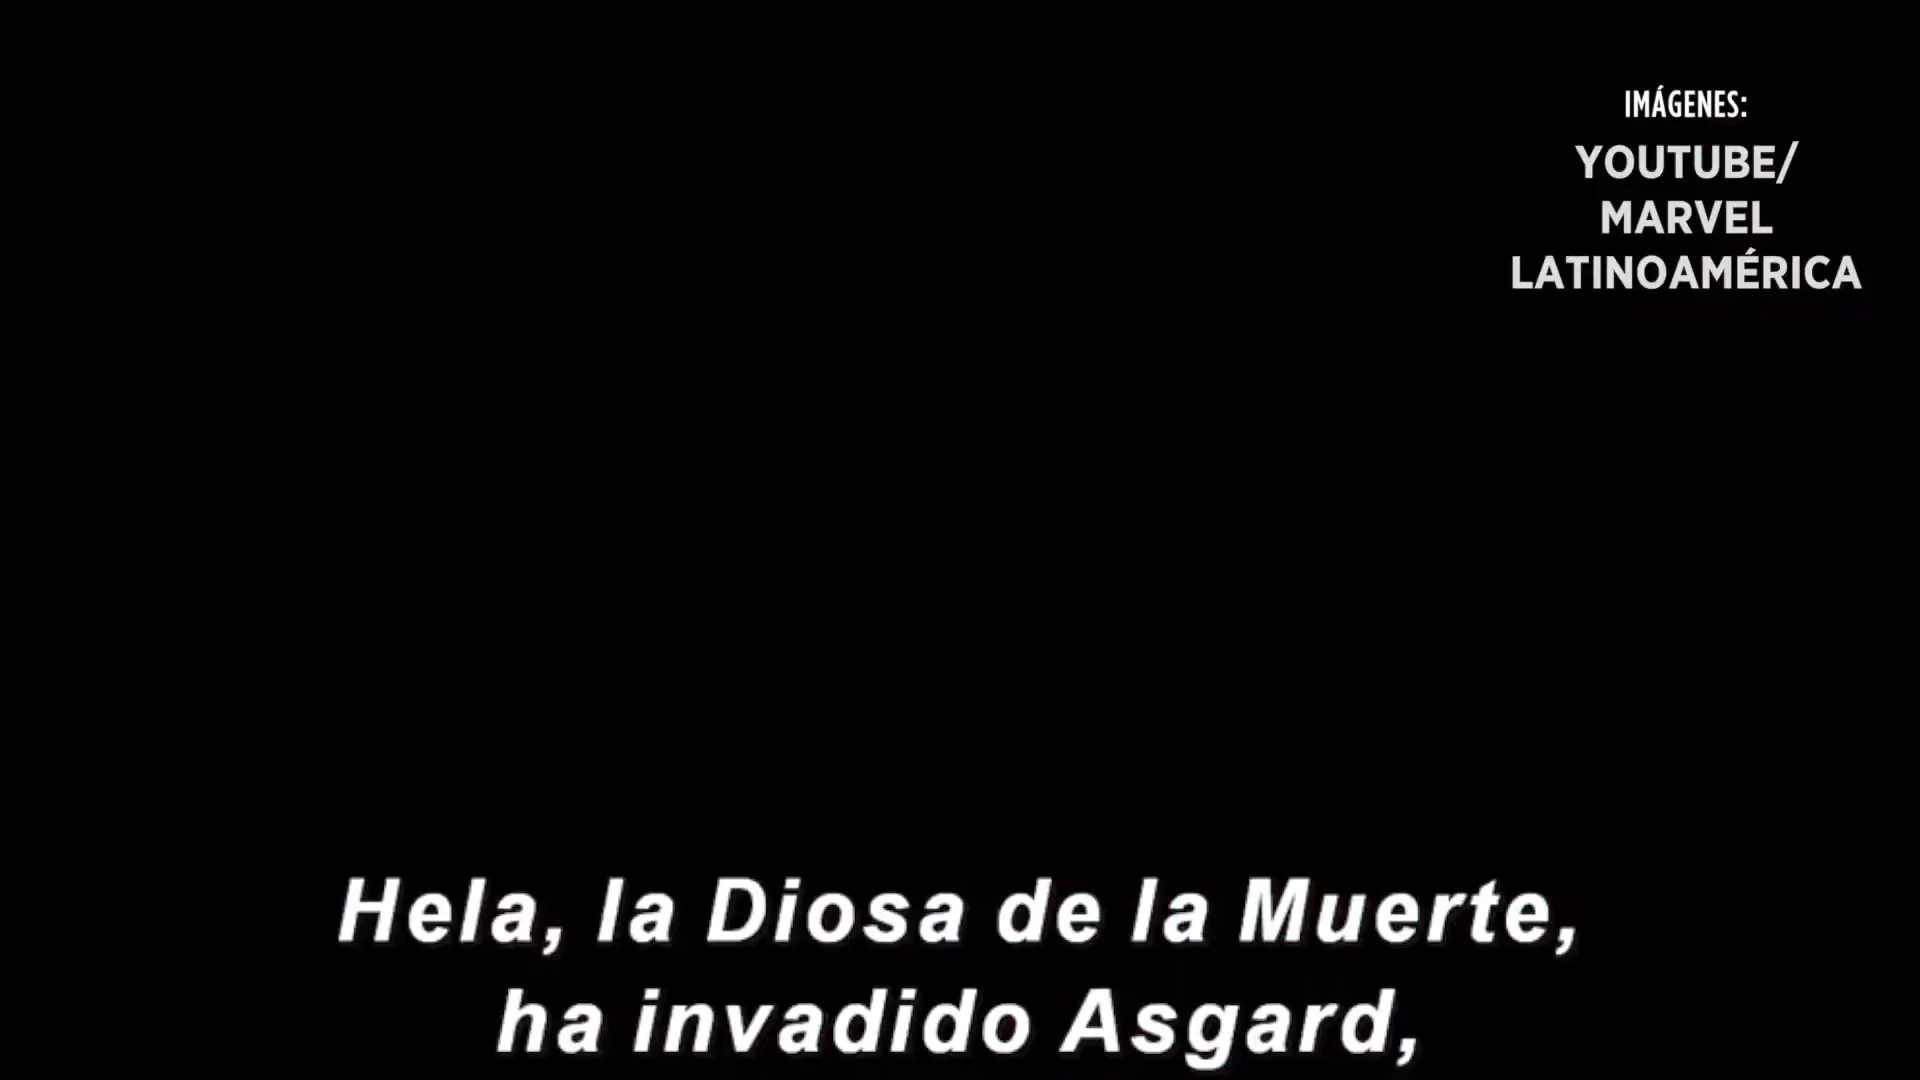 IMÁGENES:
YOUTUBE/
MARVEL
LATINOAMÉRICA
Hela, la Diosa de la Muerte,
ha invadido Asgard,